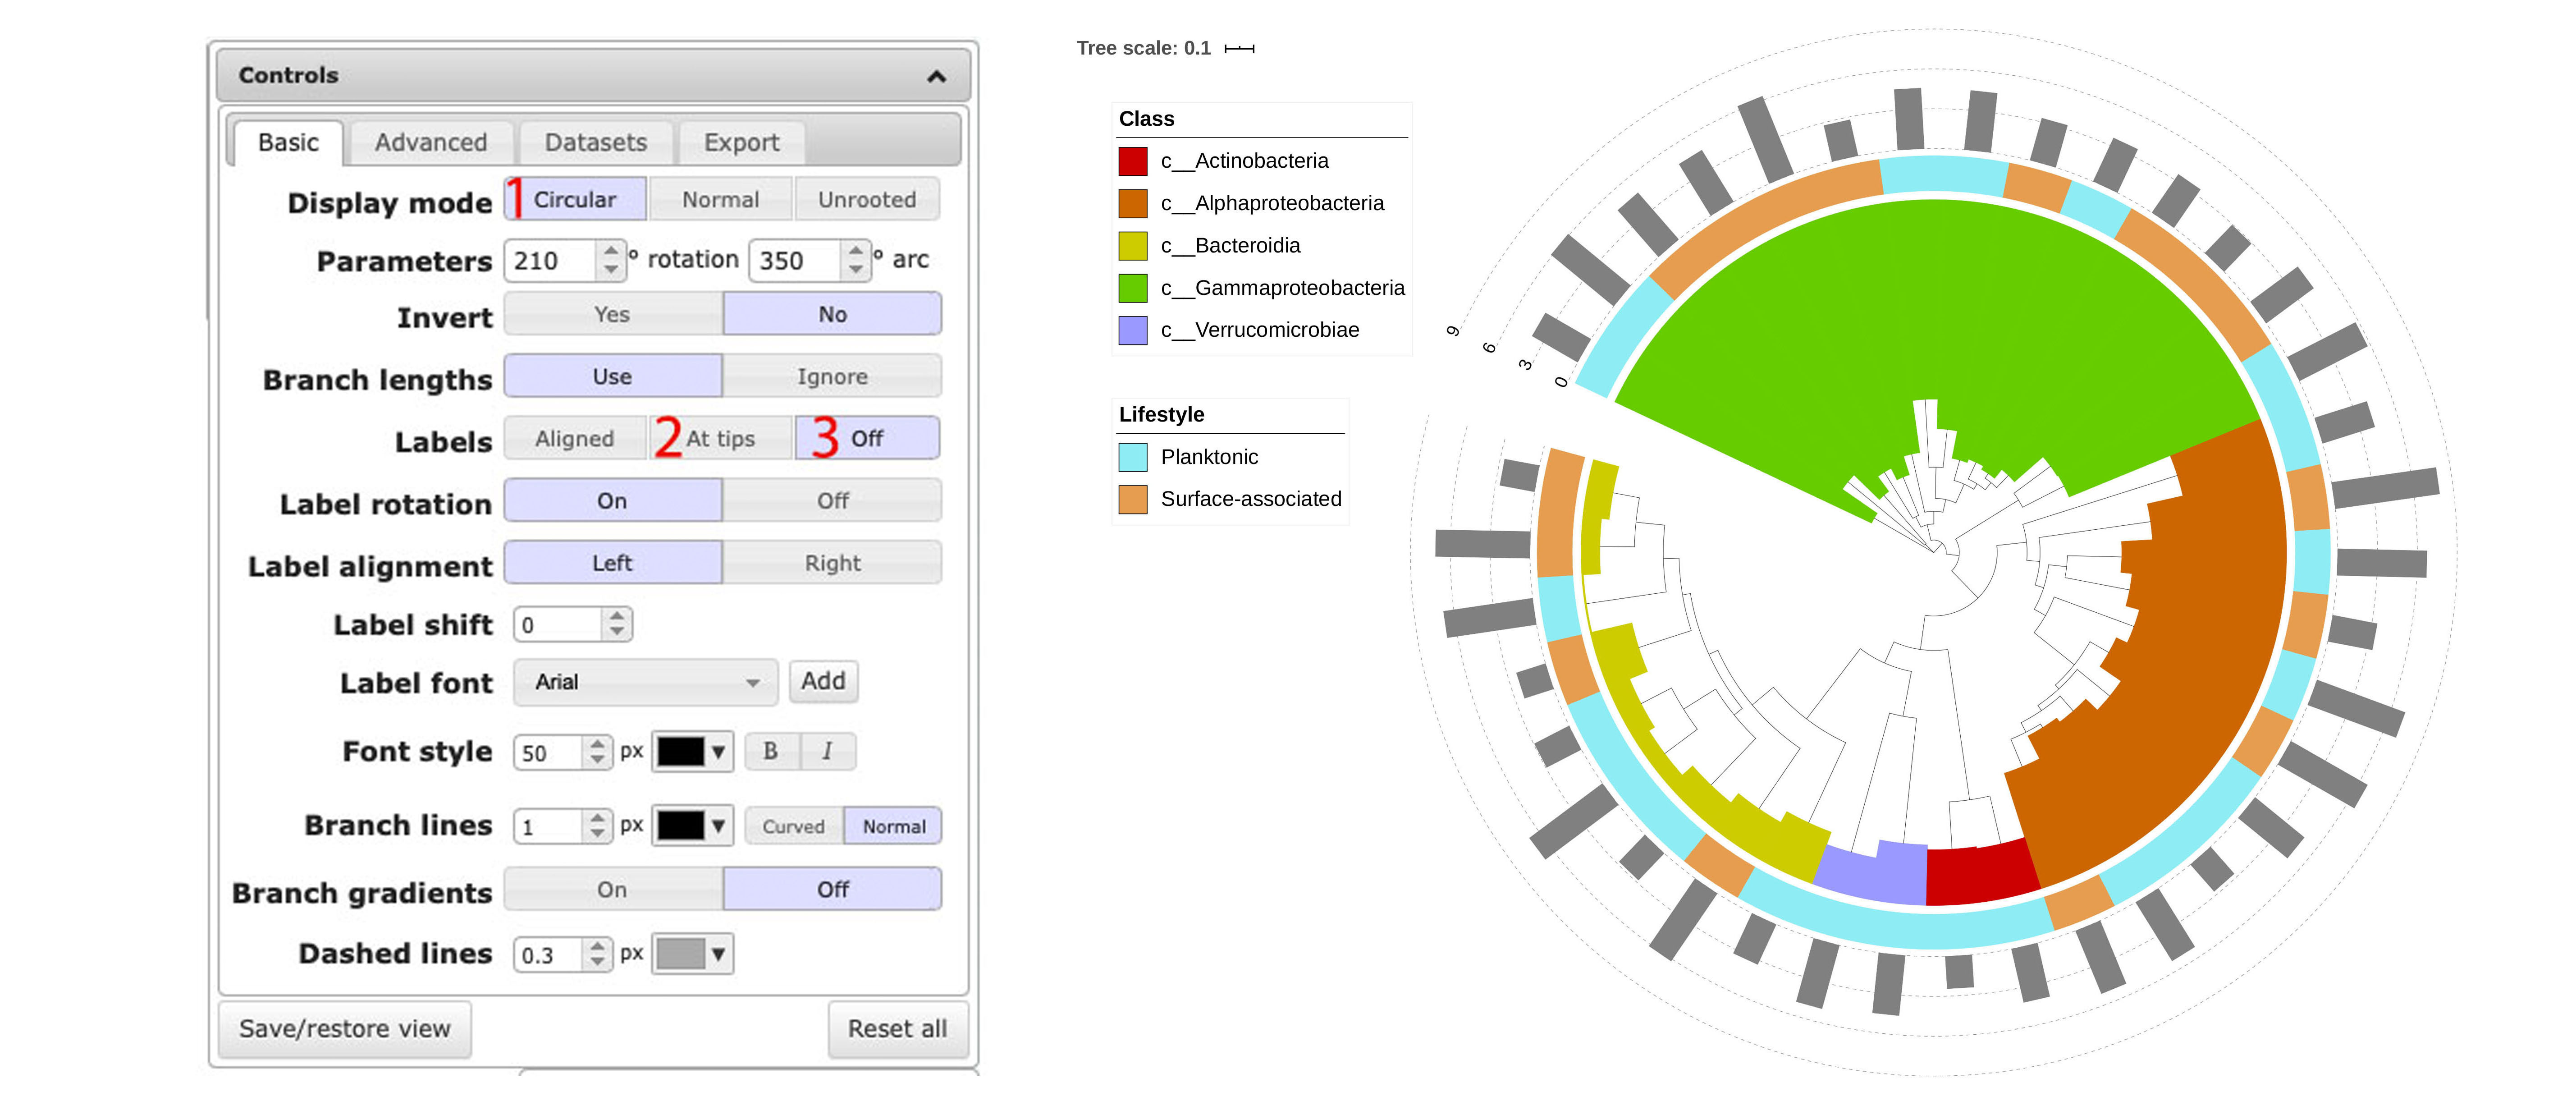 Controls
Basic Advanced Datasets Export
Display mode 1 Circular Normal Unrooted
Parameters 210 ° rotation 350 ° arc
Invert Yes No
Branch lengths Use Ignore
Labels Aligned 2 At tips 3 Off
Label rotation On Off
Label alignment Left Right
Label shift 0
Label font Arial Add
Font style 50 px B I
Branch lines 1 px Curved Normal
Branch gradients On Off
Dashed lines 0.3 px
Save/restore view Reset all
Tree scale: 0.1
Class
c__Actinobacteria
c__Alphaproteobacteria
c__Bacteroidia
c__Gammaproteobacteria
c__Verrucomicrobiae
Lifestyle
Planktonic
Surface-associated
9
6
3
0